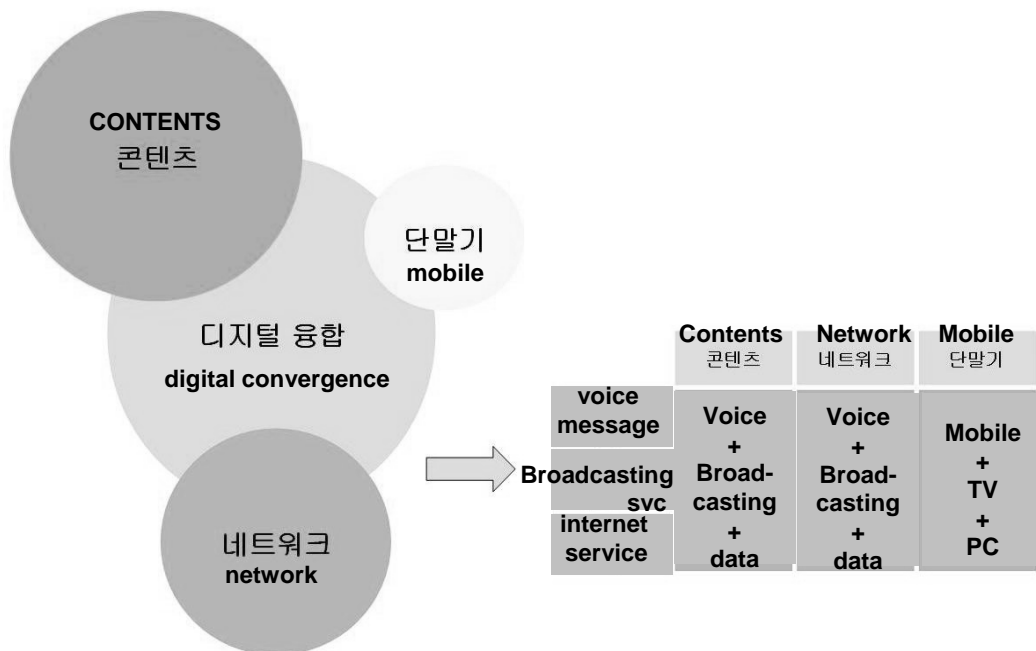 CONTENTS
콘텐츠
단말기
mobile
디지털 융합
digital convergence
네트워크
network
Contents
콘텐츠
Network
네트워크
Mobile
단말기
voice
message
Broadcasting
svc
internet
service
Voice
+
Broad-
casting
+
data
Voice
+
Broad-
casting
+
data
Mobile
+
TV
+
PC